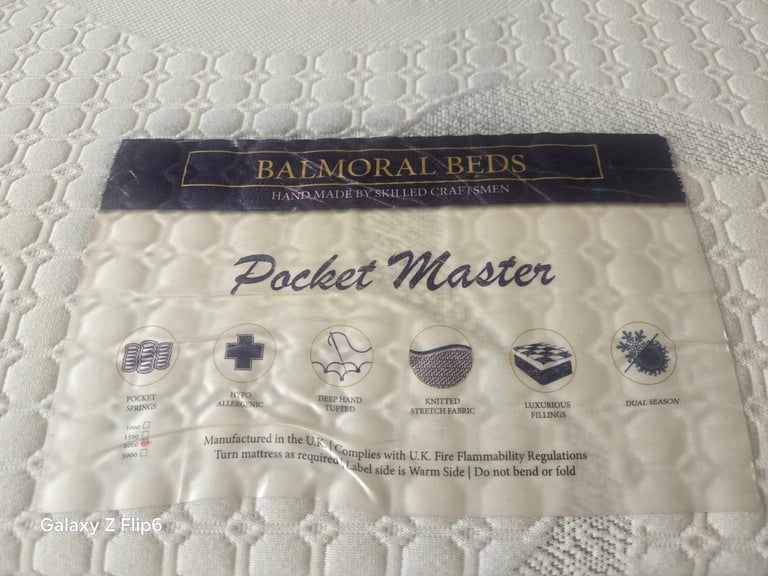 BALMORAL BEDS
HAND MADE BY SKILLED CRAFTSMEN
Pocket Master
POCKET SPRINGS
HYPO ALLERGENIC
DEEP HAND TUFTED
KNITTED STRETCH FABRIC
LUXURIOUS FILLINGS
DUAL SEASON
1000
1500
2000
3000
Manufactured in the U.K. | Complies with U.K. Fire Flammability Regulations
Turn mattress as required | Label side is Warm Side | Do not bend or fold
Galaxy Z Flip6